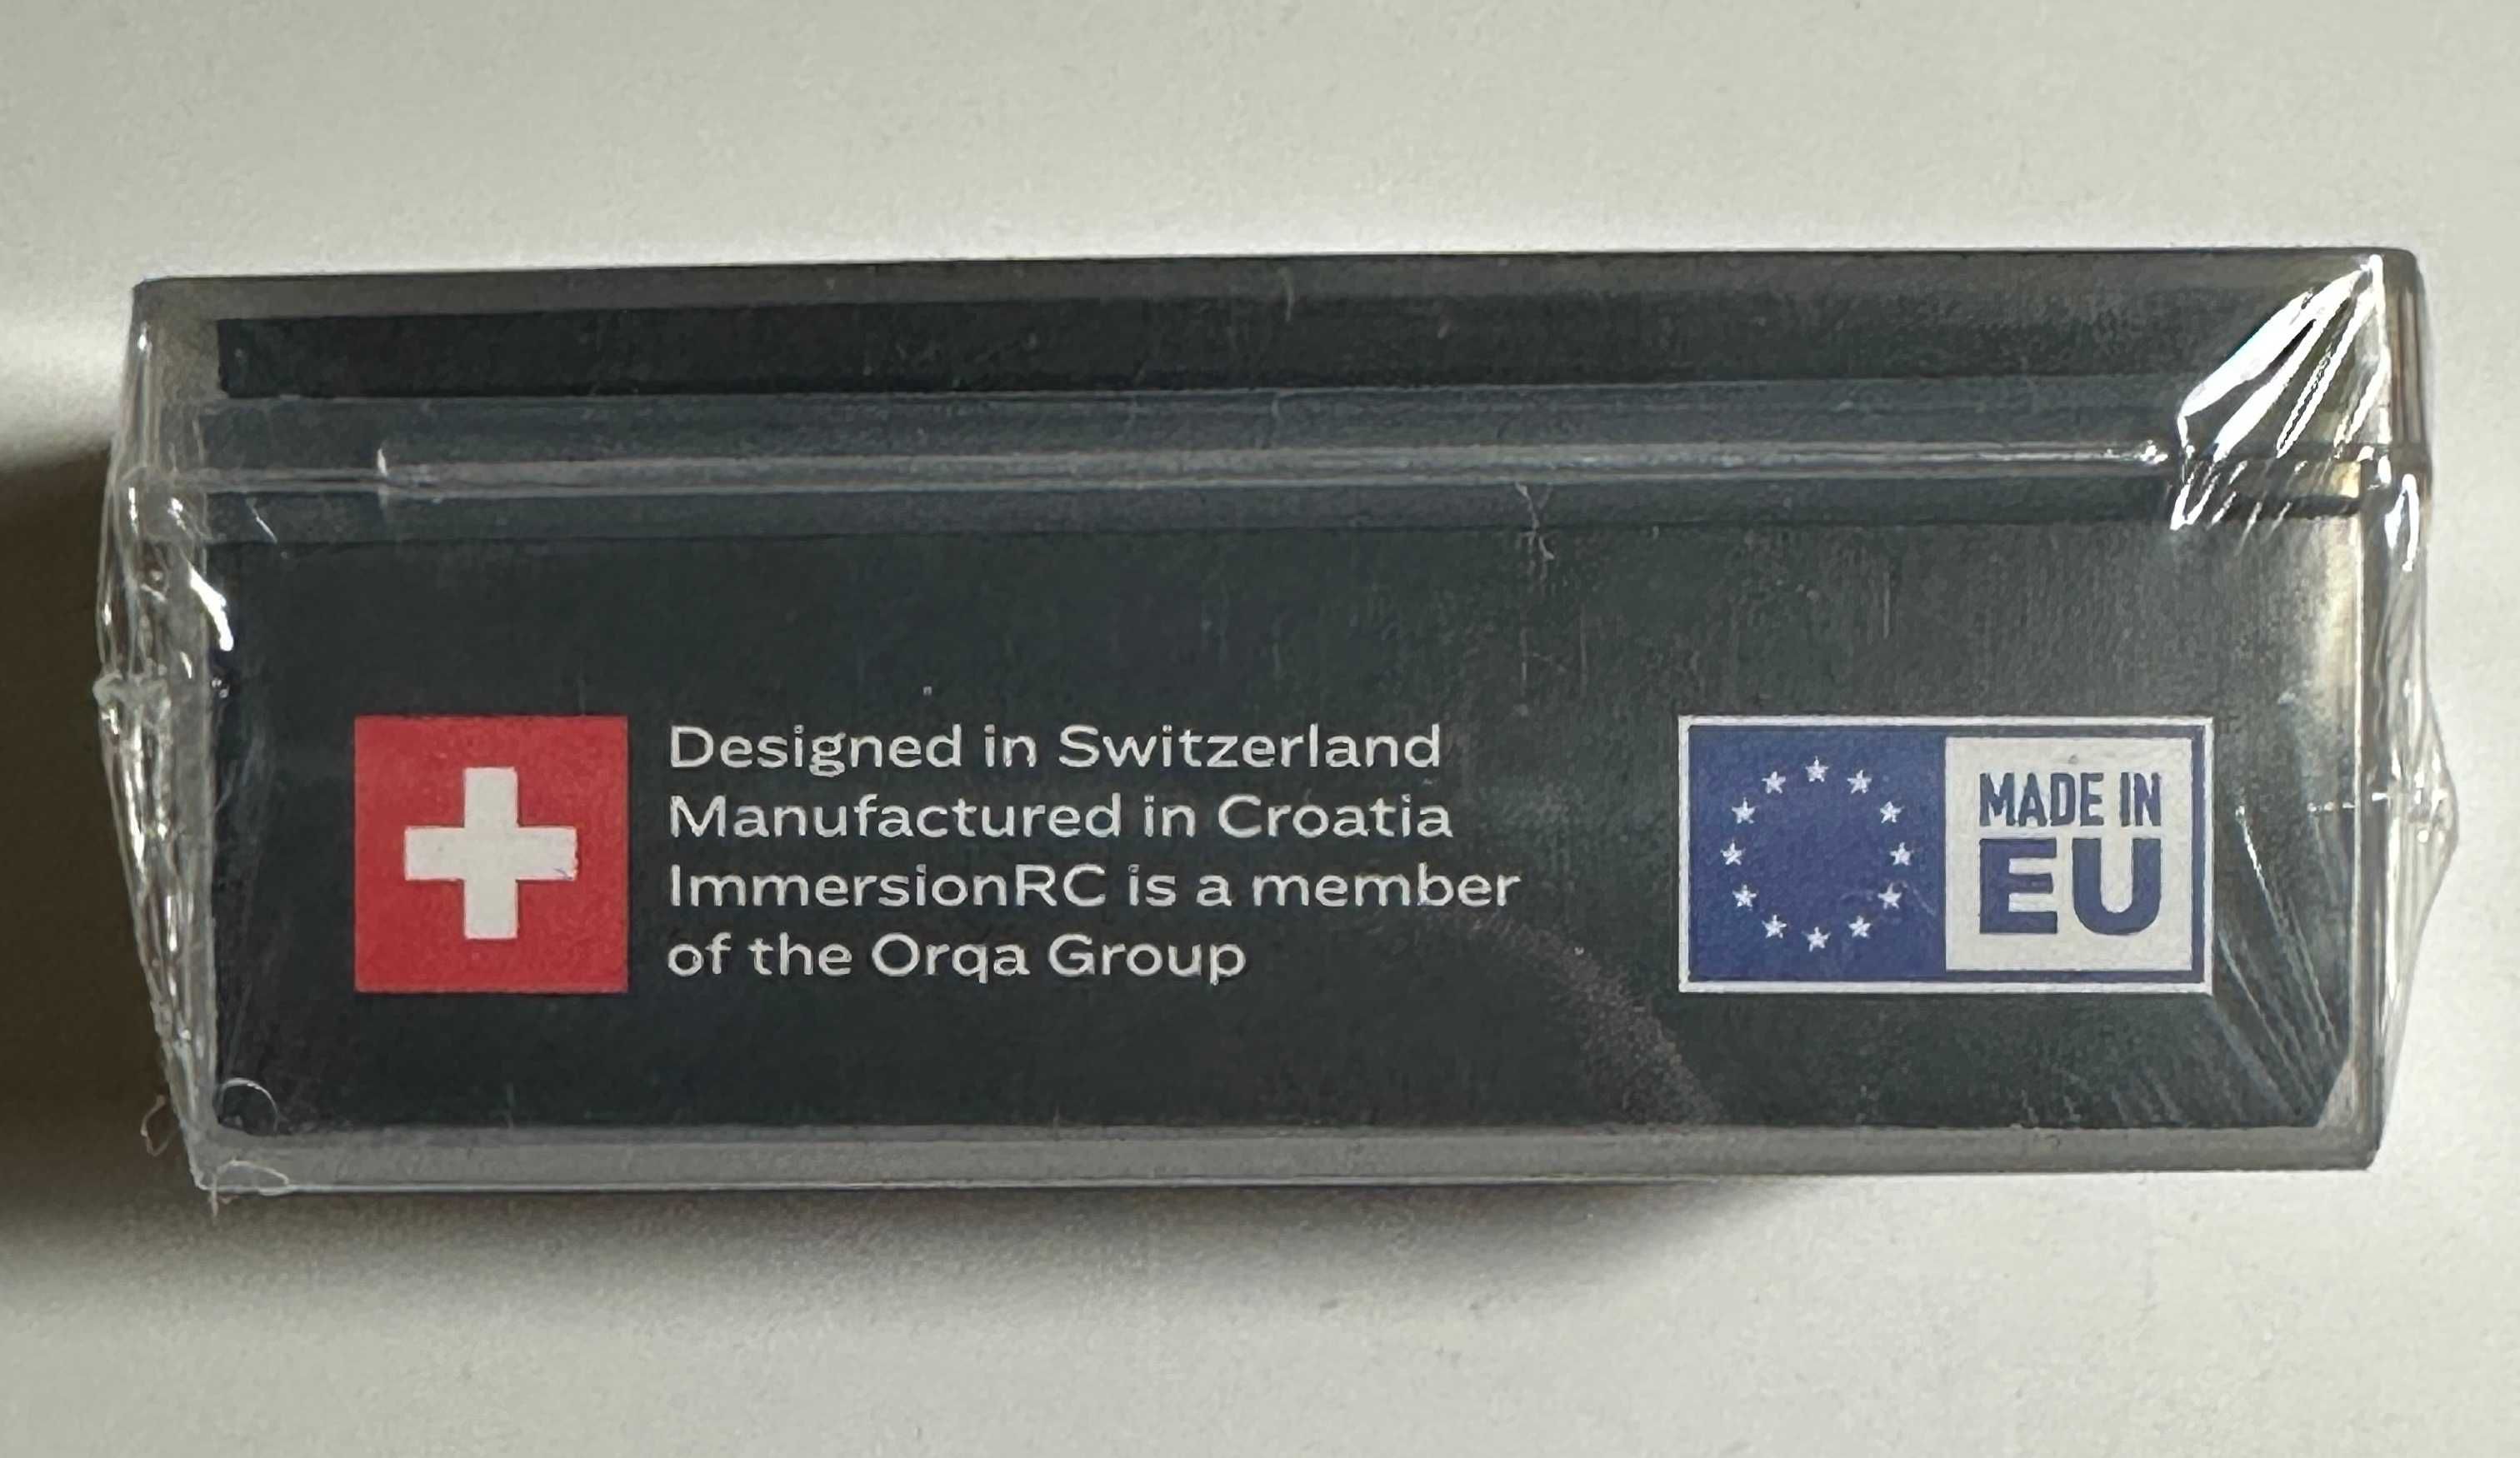 Designed in Switzerland
Manufactured in Croatia
ImmersionRC is a member
of the Orqa Group
MADE IN
EU